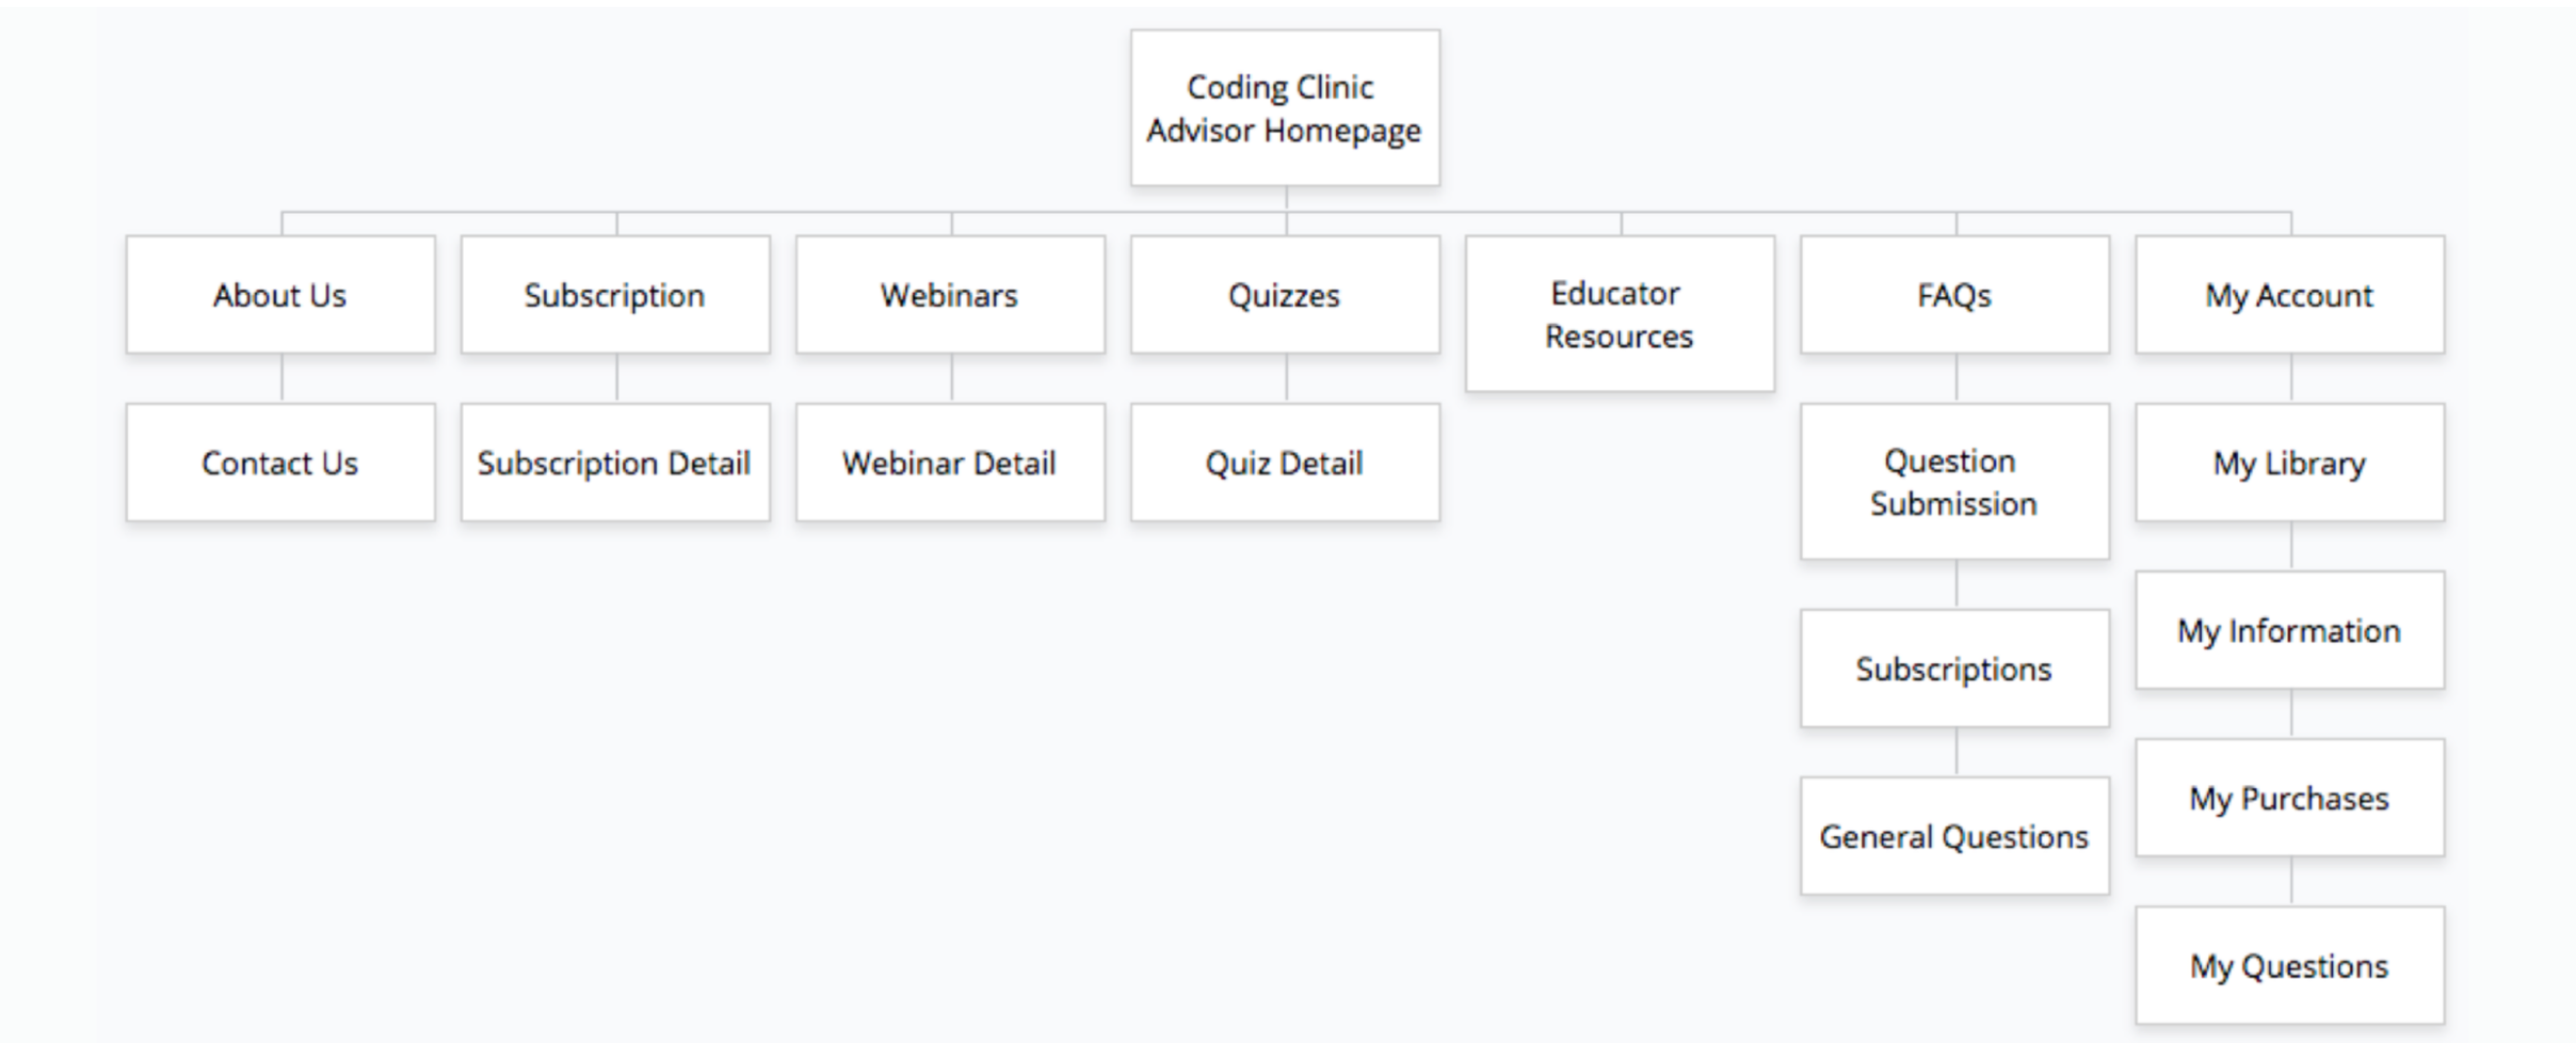 Coding Clinic
Advisor Homepage
About Us
Subscription
Webinars
Quizzes
Educator
Resources
FAQs
My Account
Contact Us
Subscription Detail
Webinar Detail
Quiz Detail
Question
Submission
My Library
Subscriptions
My Information
General Questions
My Purchases
My Questions